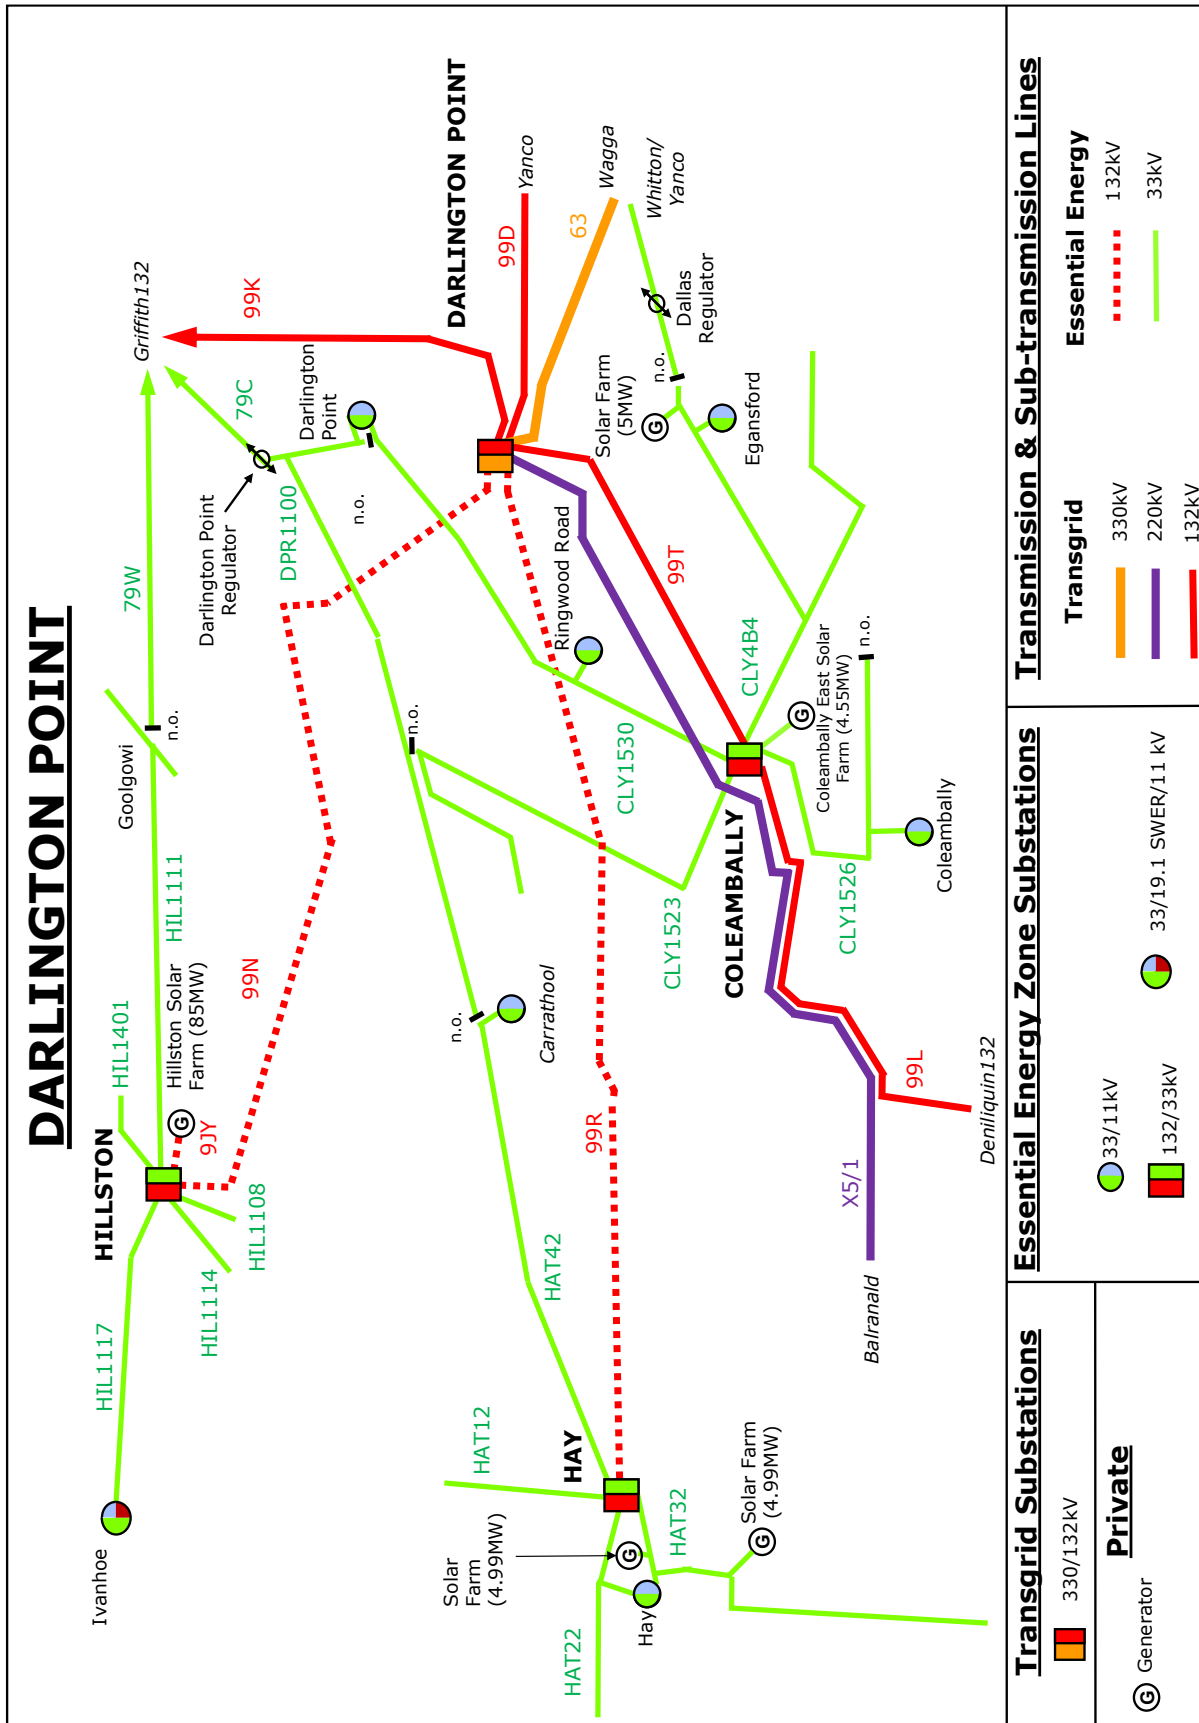 DARLINGTON POINT
Ivanhoe
HIL1117
HILLSTON
HIL1401
Hillston Solar
Farm (85MW)
9JY
HIL1114
HIL1108
HIL1111
99N
Goolgowi
n.o.
79W
Griffith132
99K
79C
Darlington Point
Regulator
DPR1100
Darlington
Point
n.o.
DARLINGTON POINT
Yanco
99D
Wagga
63
Whitton/
Yanco
Dallas
Regulator
n.o.
Solar Farm
(5MW)
G
Egansford
Ringwood Road
99T
CLY4B4
n.o.
Coleambally East Solar
Farm (4.55MW)
G
CLY1530
n.o.
COLEAMBALLY
CLY1523
CLY1526
Coleambally
n.o.
Carrathool
99R
99L
Deniliquin132
X5/1
Balranald
HAT42
HAY
HAT12
Solar
Farm
(4.99MW)
G
HAT32
Solar Farm
(4.99MW)
G
Hay
HAT22
G
Transgrid Substations
330/132kV
Private
G
Generator
Essential Energy Zone Substations
33/11kV
132/33kV
33/19.1 SWER/11 kV
Transmission & Sub-transmission Lines
Transgrid
330kV
220kV
132kV
Essential Energy
132kV
33kV